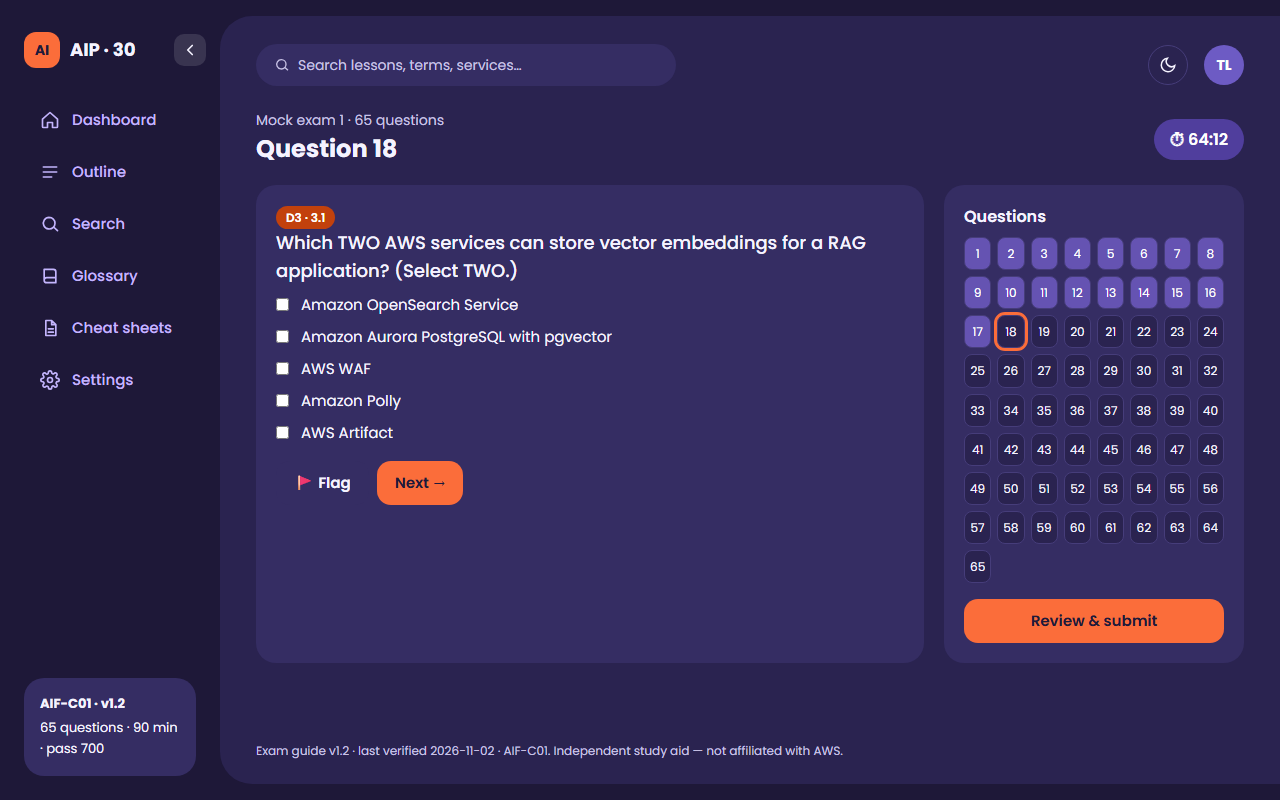 AI AIP · 30
Dashboard
Outline
Search
Glossary
Cheat sheets
Settings
AIF-C01 · v1.2
65 questions · 90 min
· pass 700
Search lessons, terms, services...
TL
Mock exam 1 · 65 questions
Question 18
⏱ 64:12
D3 · 3.1
Which TWO AWS services can store vector embeddings for a RAG
application? (Select TWO.)
Amazon OpenSearch Service
Amazon Aurora PostgreSQL with pgvector
AWS WAF
Amazon Polly
AWS Artifact
🚩 Flag
Next →
Questions
1 2 3 4 5 6 7 8
9 10 11 12 13 14 15 16
17 18 19 20 21 22 23 24
25 26 27 28 29 30 31 32
33 34 35 36 37 38 39 40
41 42 43 44 45 46 47 48
49 50 51 52 53 54 55 56
57 58 59 60 61 62 63 64
65
Review & submit
Exam guide v1.2 · last verified 2026-11-02 · AIF-C01. Independent study aid — not affiliated with AWS.